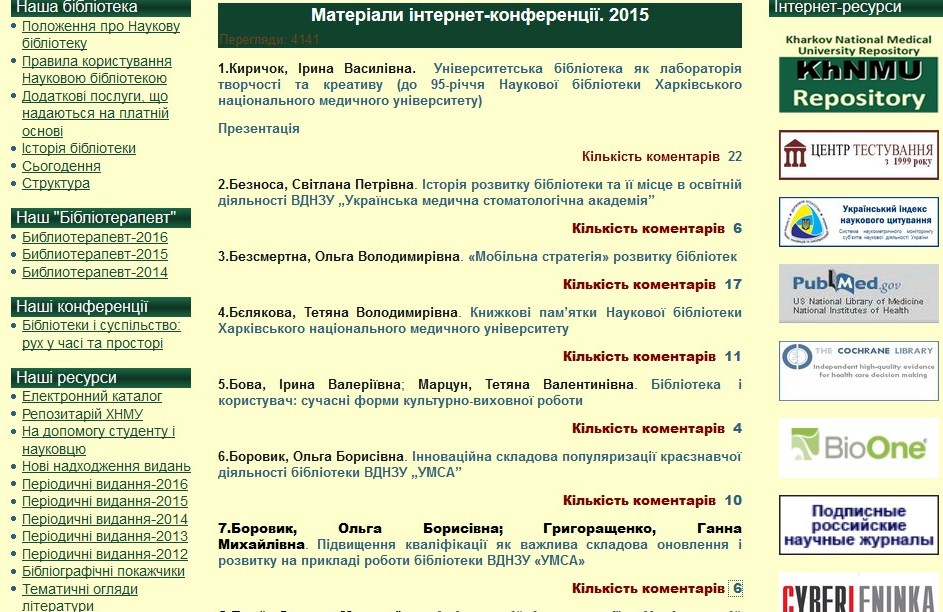 Наша бібліотека
Положення про Наукову
бібліотеку
Правила користування
Науковою бібліотекою
Додаткові послуги, що
надаються на платній
основі
Історія бібліотеки
Сьогодення
Структура
Наш "Бібліотерапевт"
Библиотерапевт-2016
Библиотерапевт-2015
Библиотерапевт-2014
Наші конференції
Бібліотеки і суспільство:
рух у часі та просторі
Наші ресурси
Електронний каталог
Репозитарій ХНМУ
На допомогу студенту і
науковцю
Нові надходження видань
Періодичні видання-2016
Періодичні видання-2015
Періодичні видання-2014
Періодичні видання-2013
Періодичні видання-2012
Бібліографічні покажчики
Тематичні огляди
літератури
Матеріали інтернет-конференції. 2015
Перегляди: 4141
1.Киричок, Ірина Василівна. Університетська бібліотека як лабораторія
творчості та креативу (до 95-річчя Наукової бібліотеки Харківського
національного медичного університету)
Презентація
Кількість коментарів 22
2.Безноса, Світлана Петрівна. Історія розвитку бібліотеки та її місце в освітній
діяльності ВДНЗУ „Українська медична стоматологічна академія”
Кількість коментарів 6
3.Безсмертна, Ольга Володимирівна. «Мобільна стратегія» розвитку бібліотек
Кількість коментарів 17
4.Бєлякова, Тетяна Володимирівна. Книжкові пам’ятки Наукової бібліотеки
Харківського національного медичного університету
Кількість коментарів 11
5.Бова, Ірина Валеріївна; Марцун, Тетяна Валентинівна. Бібліотека і
користувач: сучасні форми культурно-виховної роботи
Кількість коментарів 4
6.Боровик, Ольга Борисівна. Інноваційна складова популяризації краєзнавчої
діяльності бібліотеки ВДНЗУ „УМСА”
Кількість коментарів 10
7.Боровик, Ольга Борисівна; Григоращенко, Ганна
Михайлівна. Підвищення кваліфікації як важлива складова оновлення і
розвитку на прикладі роботи бібліотеки ВДНЗУ «УМСА»
Кількість коментарів 6
Інтернет-ресурси
Kharkov National Medical
University Repository
KhNMU
Repository
ЦЕНТР ТЕСТУВАННЯ
з 1999 року
Український індекс
наукового цитування
Система наукометричного моніторингу
суб'єктів наукової діяльності України
PubMed.gov
US National Library of Medicine
National Institutes of Health
THE COCHRANE LIBRARY
Independent high-quality evidence
for health care decision making
BioOne
Подписные
российские
научные журналы
CYBERLENINKA